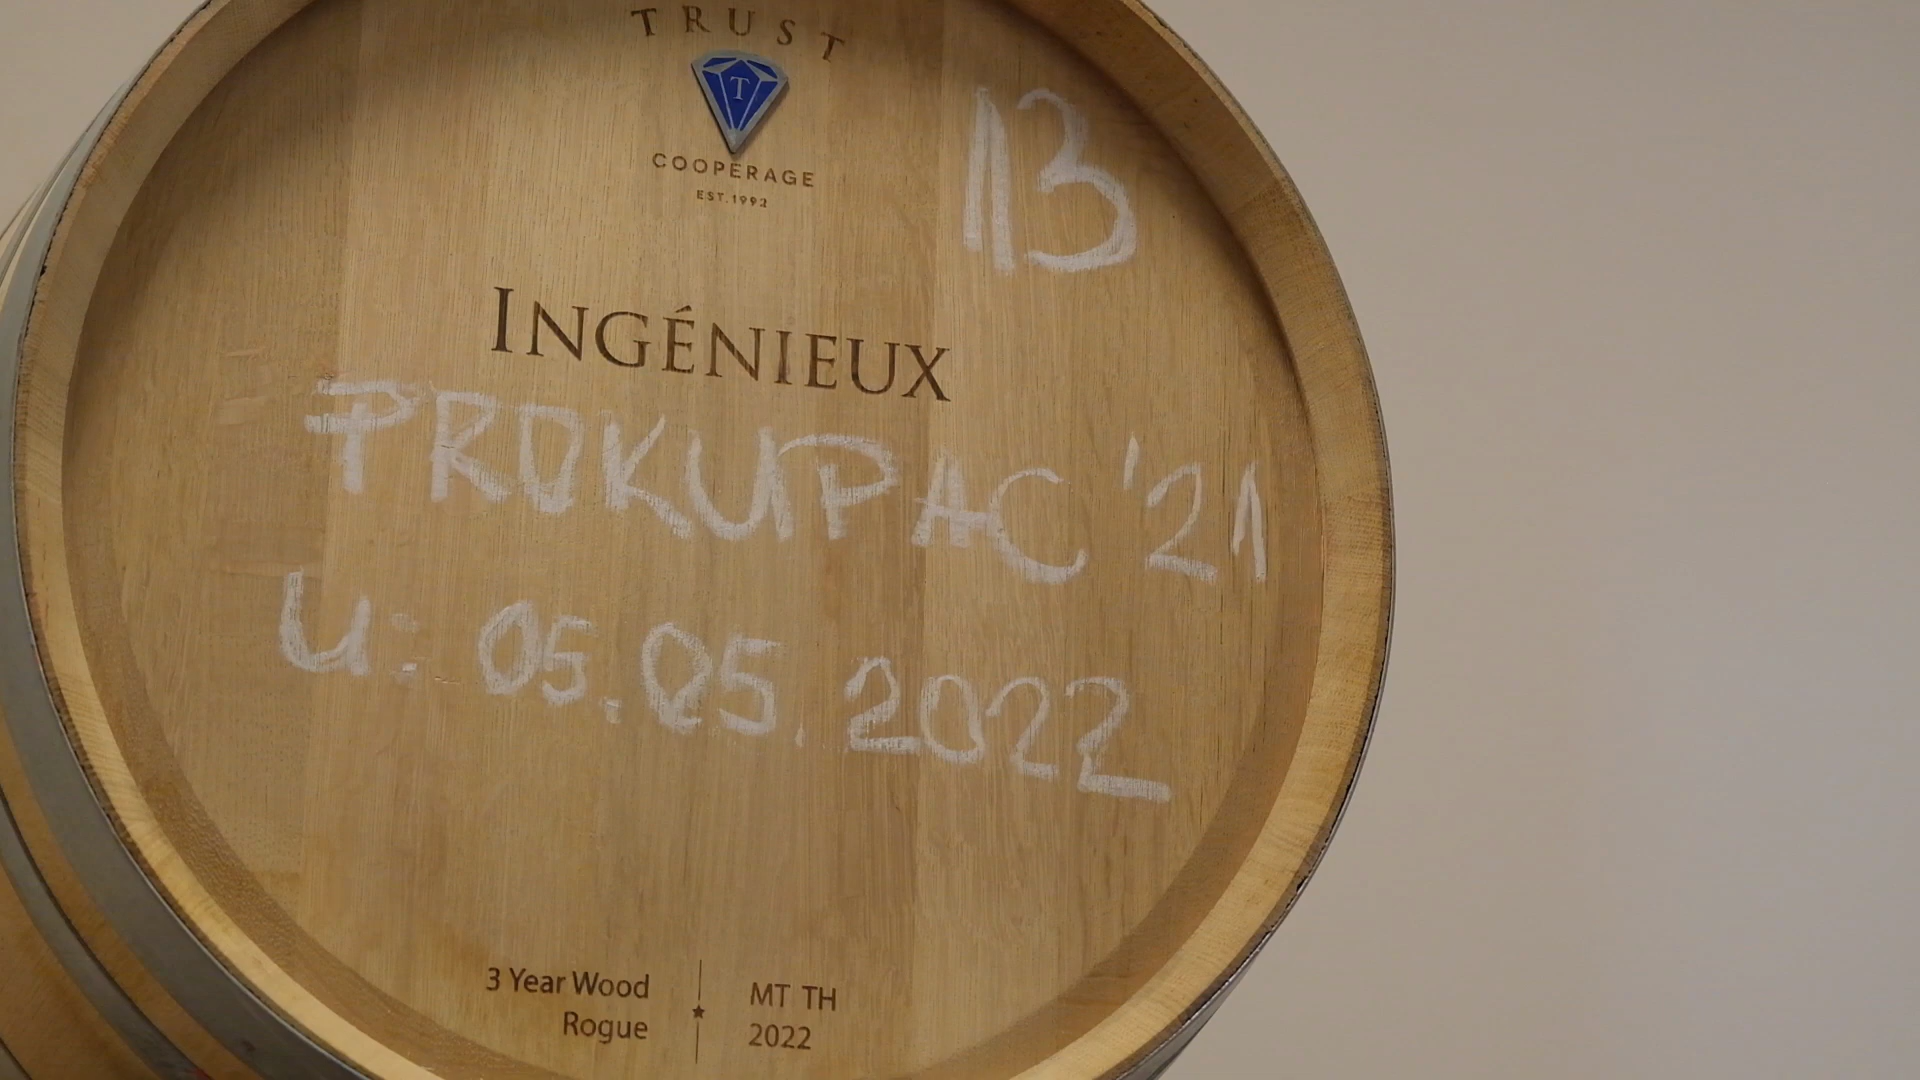 TRUST
T
COOPERAGE
EST.1992
13
INGÉNIEUX
PROKUPAC '21
U: 05.05.2022
3 Year Wood
Rogue
MT TH
2022